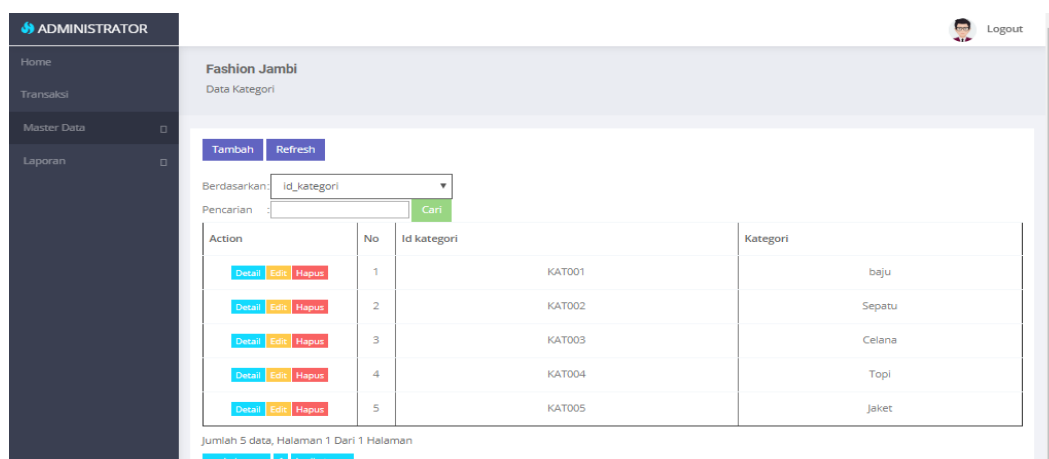 ADMINISTRATOR
Logout
Home
Transaksi
Master Data
Laporan
Fashion Jambi
Data Kategori
Tambah Refresh
Berdasarkan: id_kategori
Pencarian : Cari
Action No Id kategori Kategori
Detail Edit Hapus 1 KAT001 baju
Detail Edit Hapus 2 KAT002 Sepatu
Detail Edit Hapus 3 KAT003 Celana
Detail Edit Hapus 4 KAT004 Topi
Detail Edit Hapus 5 KAT005 Jaket
Jumlah 5 data, Halaman 1 Dari 1 Halaman